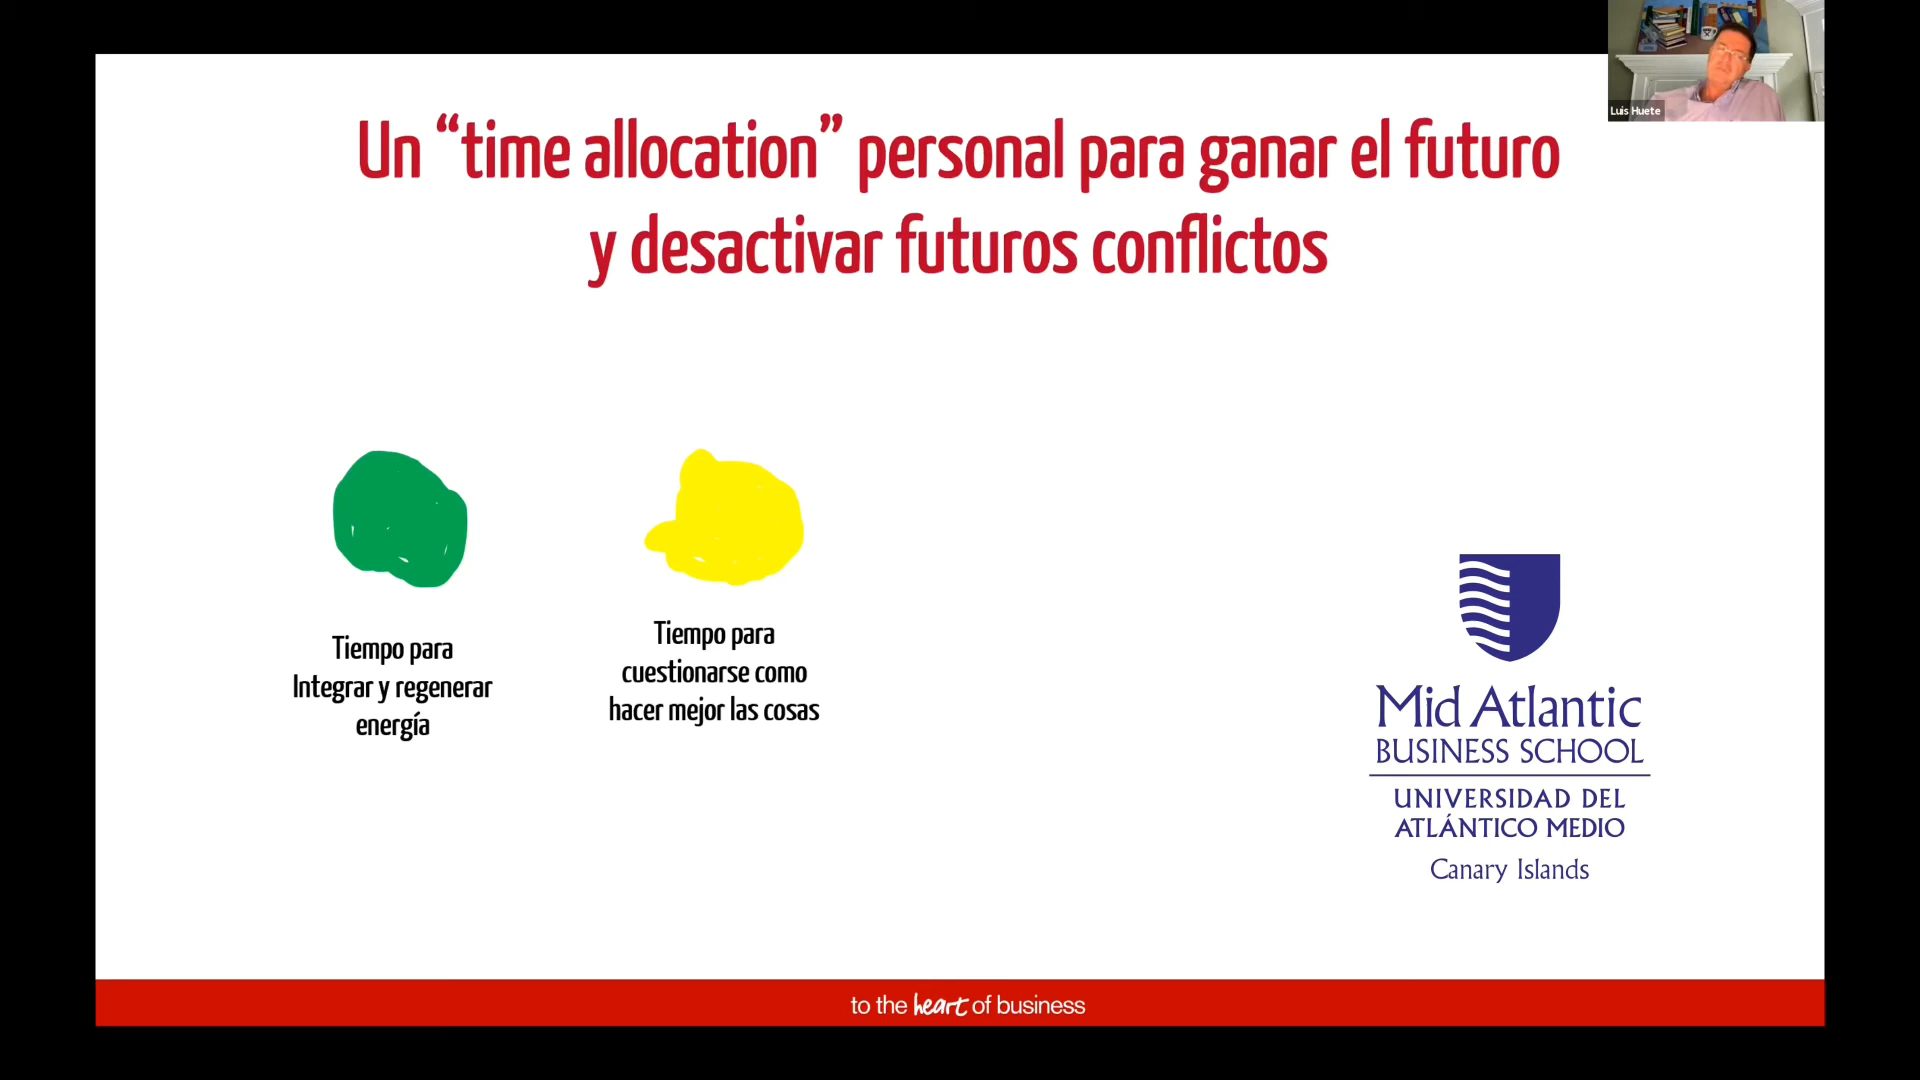 Luis Huete
Un “time allocation” personal para ganar el futuro
y desactivar futuros conflictos
Tiempo para
Integrar y regenerar
energía
Tiempo para
cuestionarse como
hacer mejor las cosas
Mid Atlantic
BUSINESS SCHOOL
UNIVERSIDAD DEL
ATLÁNTICO MEDIO
Canary Islands
to the heart of business